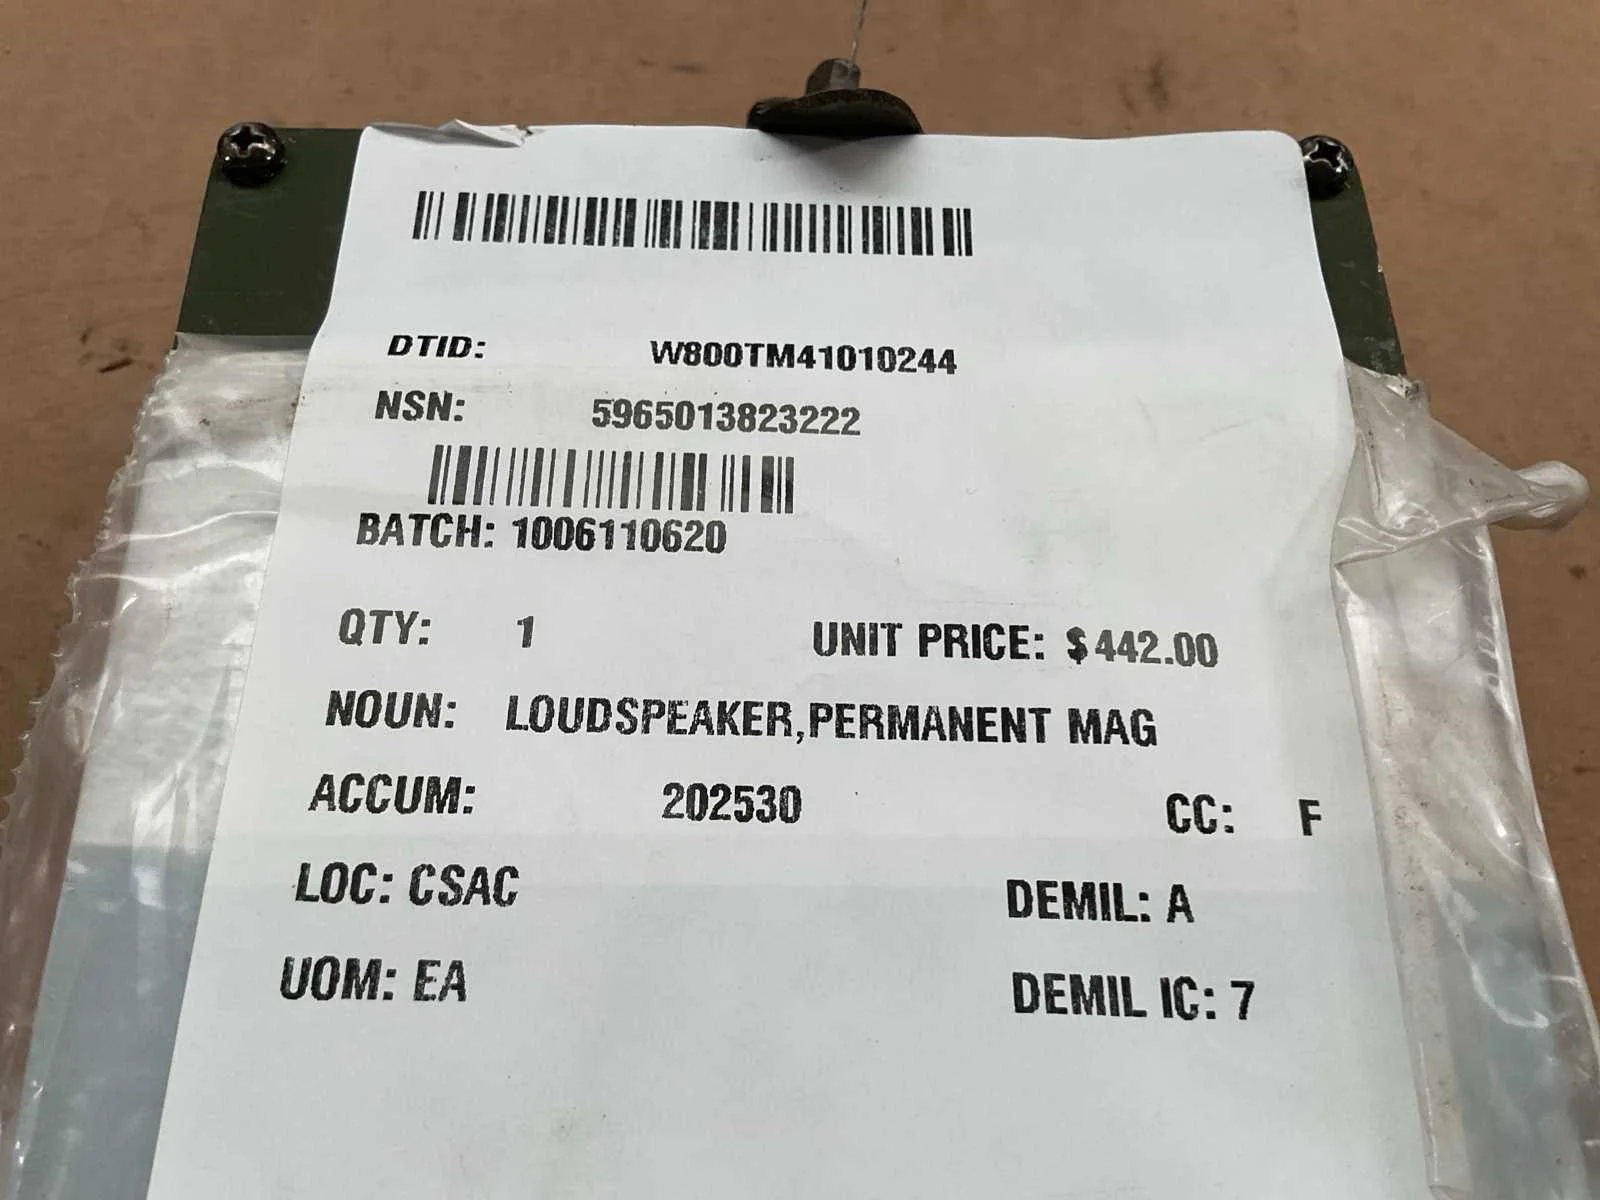 DTID: W800TM41010244
NSN: 5965013823222
BATCH: 1006110620
QTY: 1 UNIT PRICE: $442.00
NOUN: LOUDSPEAKER,PERMANENT MAG
ACCUM: 202530 CC: F
LOC: CSAC DEMIL: A
UOM: EA DEMIL IC: 7